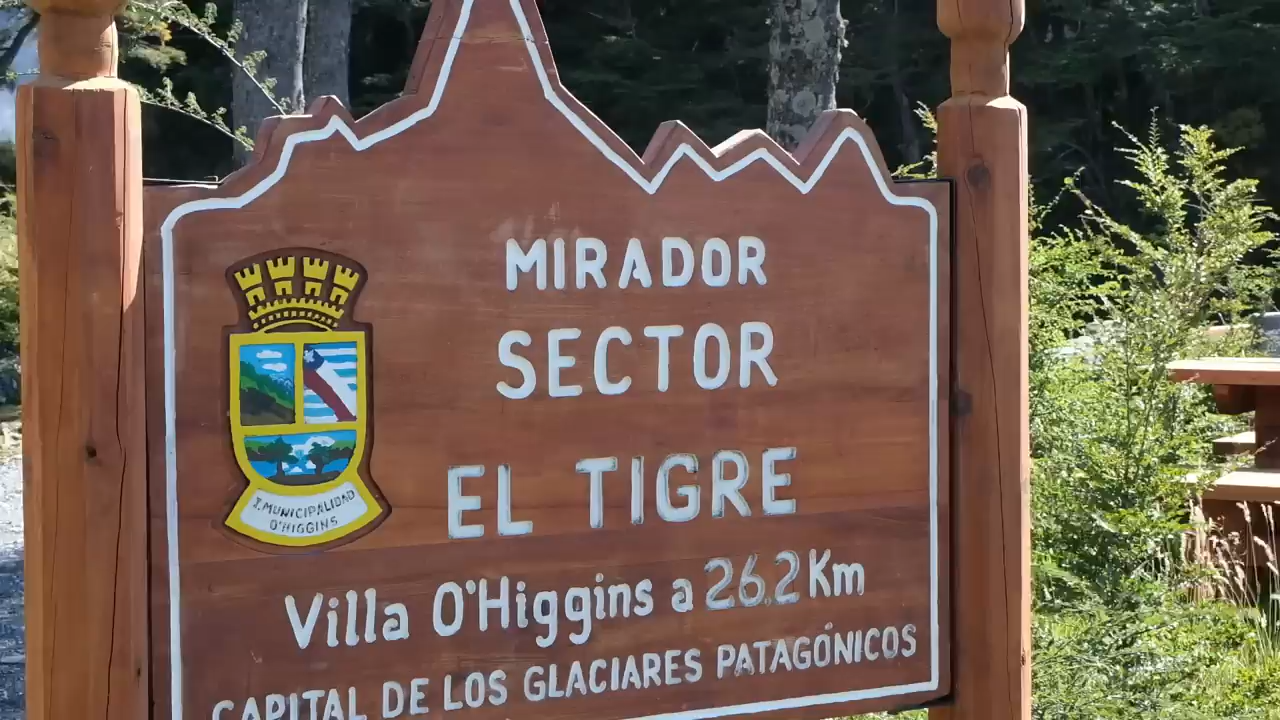 MIRADOR
SECTOR
EL TIGRE
I. MUNICIPALIDAD
O'HIGGINS
Villa O'Higgins a 26.2 Km
CAPITAL DE LOS GLACIARES PATAGÓNICOS